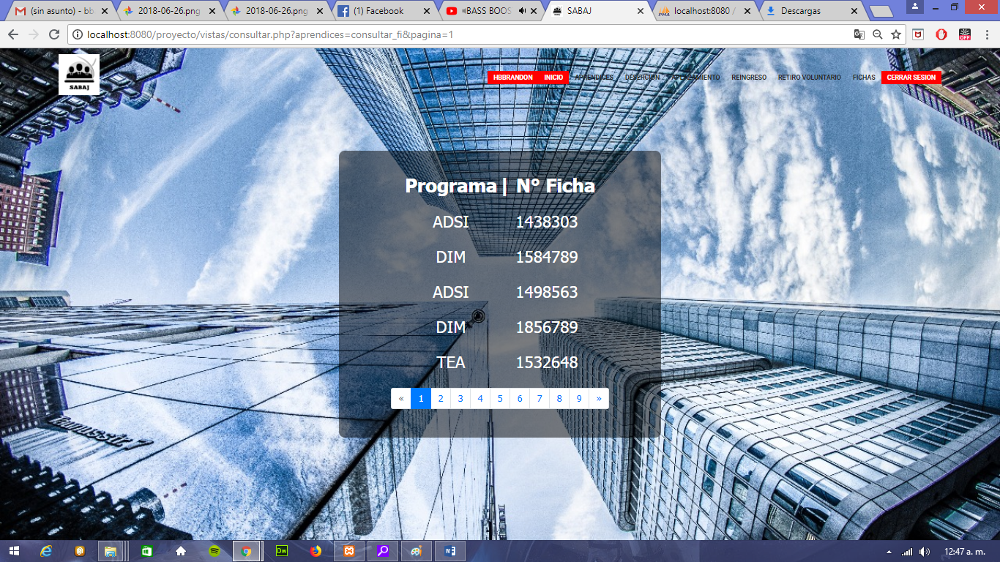 (sin asunto) - bb
2018-06-26.png
2018-06-26.png
(1) Facebook
BASS BOOS
SABAJ
localhost:8080 /
Descargas
localhost:8080/proyecto/vistas/consultar.php?aprendices=consultar_fi&pagina=1
OFF
SABAJ
HBBRANDON INICIO APRENDICES DESERCION APLAZAMIENTO REINGRESO RETIRO VOLUNTARIO FICHAS CERRAR SESION
Programa | N° Ficha
ADSI 1438303
DIM 1584789
ADSI 1498563
DIM 1856789
TEA 1532648
« 1 2 3 4 5 6 7 8 9 »
Dw
12:47 a. m.